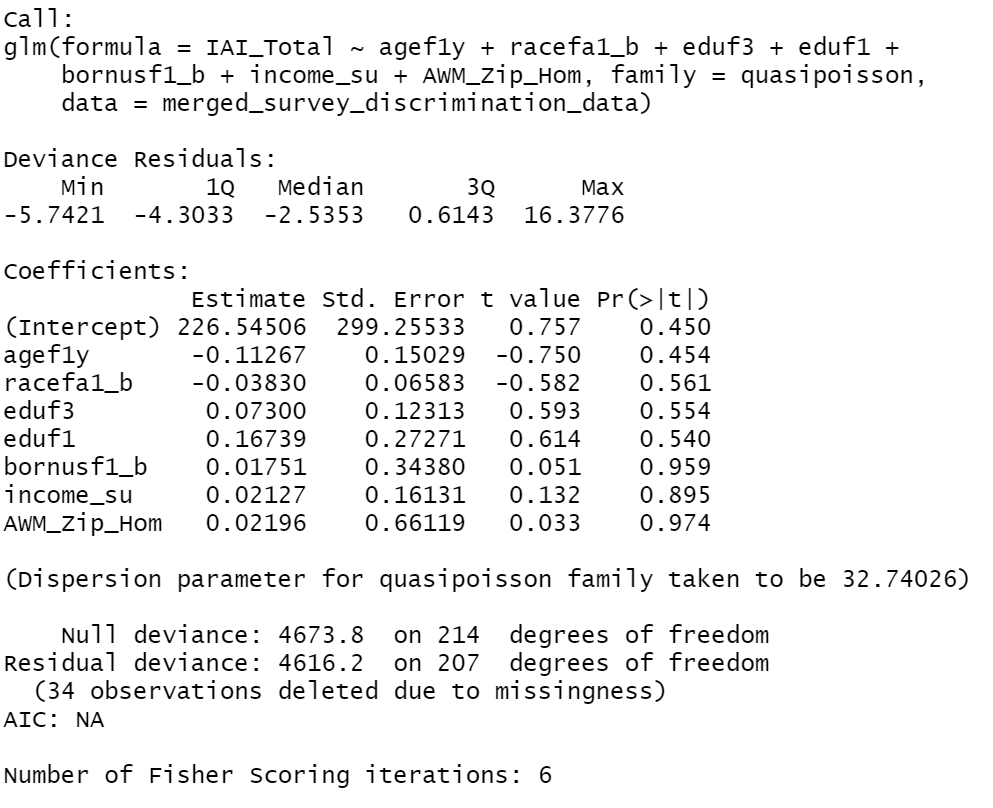 Call:
glm(formula = IAI_Total ~ agef1y + racefa1_b + eduf3 + eduf1 +
    bornusf1_b + income_su + AWM_Zip_Hom, family = quasipoisson,
    data = merged_survey_discrimination_data)

Deviance Residuals:
    Min       1Q   Median       3Q      Max
-5.7421  -4.3033  -2.5353   0.6143  16.3776

Coefficients:
             Estimate Std. Error t value Pr(>|t|)
(Intercept) 226.54506  299.25533   0.757    0.450
agef1y       -0.11267    0.15029  -0.750    0.454
racefa1_b    -0.03830    0.06583  -0.582    0.561
eduf3         0.07300    0.12313   0.593    0.554
eduf1         0.16739    0.27271   0.614    0.540
bornusf1_b    0.01751    0.34380   0.051    0.959
income_su     0.02127    0.16131   0.132    0.895
AWM_Zip_Hom   0.02196    0.66119   0.033    0.974

(Dispersion parameter for quasipoisson family taken to be 32.74026)

    Null deviance: 4673.8  on 214  degrees of freedom
Residual deviance: 4616.2  on 207  degrees of freedom
  (34 observations deleted due to missingness)
AIC: NA

Number of Fisher Scoring iterations: 6